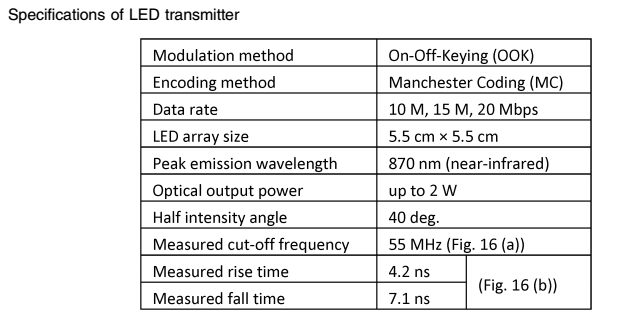 Specifications of LED transmitter
Modulation method On-Off-Keying (OOK)
Encoding method Manchester Coding (MC)
Data rate 10 M, 15 M, 20 Mbps
LED array size 5.5 cm × 5.5 cm
Peak emission wavelength 870 nm (near-infrared)
Optical output power up to 2 W
Half intensity angle 40 deg.
Measured cut-off frequency 55 MHz (Fig. 16 (a))
Measured rise time 4.2 ns
(Fig. 16 (b))
Measured fall time 7.1 ns